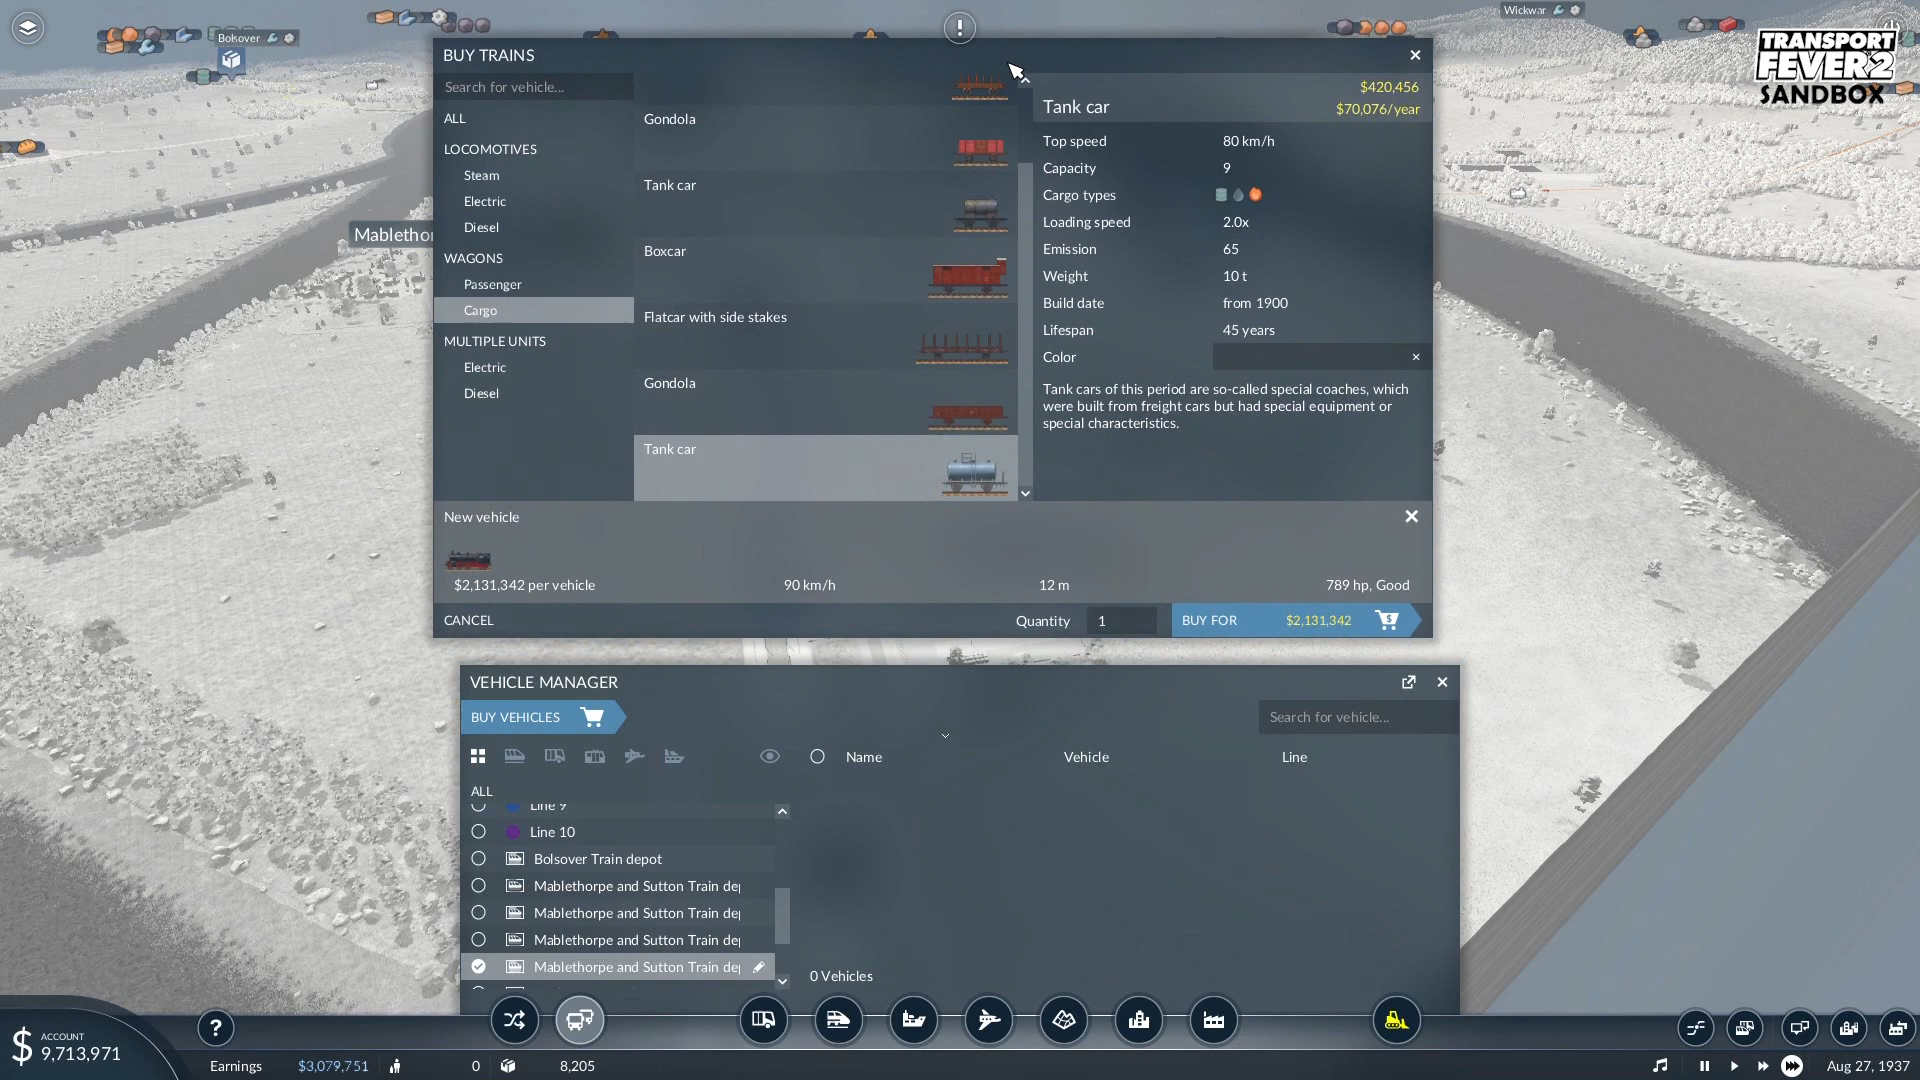 Bolsover
Wickwar
TRANSPORT
FEVER 2
SANDBOX
BUY TRAINS
Search for vehicle...
ALL
LOCOMOTIVES
Steam
Electric
Diesel
WAGONS
Passenger
Cargo
MULTIPLE UNITS
Electric
Diesel
Gondola
Tank car
Boxcar
Flatcar with side stakes
Gondola
Tank car
$420,456
Tank car
$70,076/year
Top speed 80 km/h
Capacity 9
Cargo types
Loading speed 2.0x
Emission 65
Weight 10 t
Build date from 1900
Lifespan 45 years
Color
Tank cars of this period are so-called special coaches, which
were built from freight cars but had special equipment or
special characteristics.
Mablethor
New vehicle
$2,131,342 per vehicle 90 km/h 12 m 789 hp, Good
CANCEL Quantity 1 BUY FOR $2,131,342
VEHICLE MANAGER
BUY VEHICLES
Search for vehicle...
Name Vehicle Line
ALL
Line 9
Line 10
Bolsover Train depot
Mablethorpe and Sutton Train de
Mablethorpe and Sutton Train de
Mablethorpe and Sutton Train de
Mablethorpe and Sutton Train de
0 Vehicles
?
$ ACCOUNT
9,713,971
Earnings $3,079,751 0 8,205 Aug 27, 1937